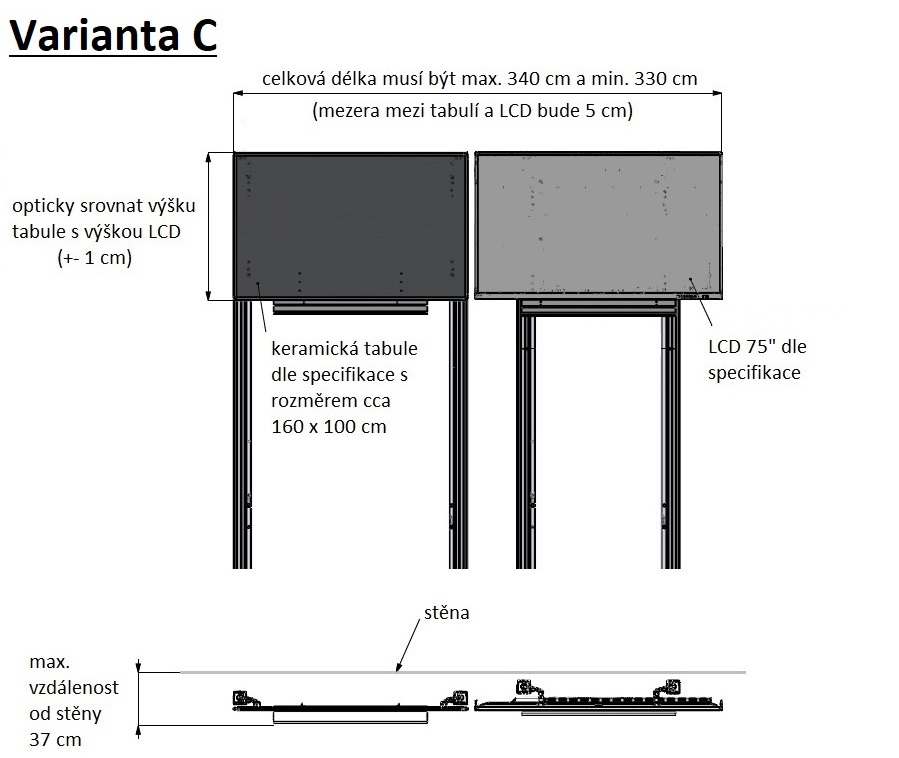 Varianta C
celková délka musí být max. 340 cm a min. 330 cm
(mezera mezi tabulí a LCD bude 5 cm)
opticky srovnat výšku
tabule s výškou LCD
(+- 1 cm)
keramická tabule
dle specifikace s
rozměrem cca
160 x 100 cm
LCD 75" dle
specifikace
stěna
max.
vzdálenost
od stěny
37 cm